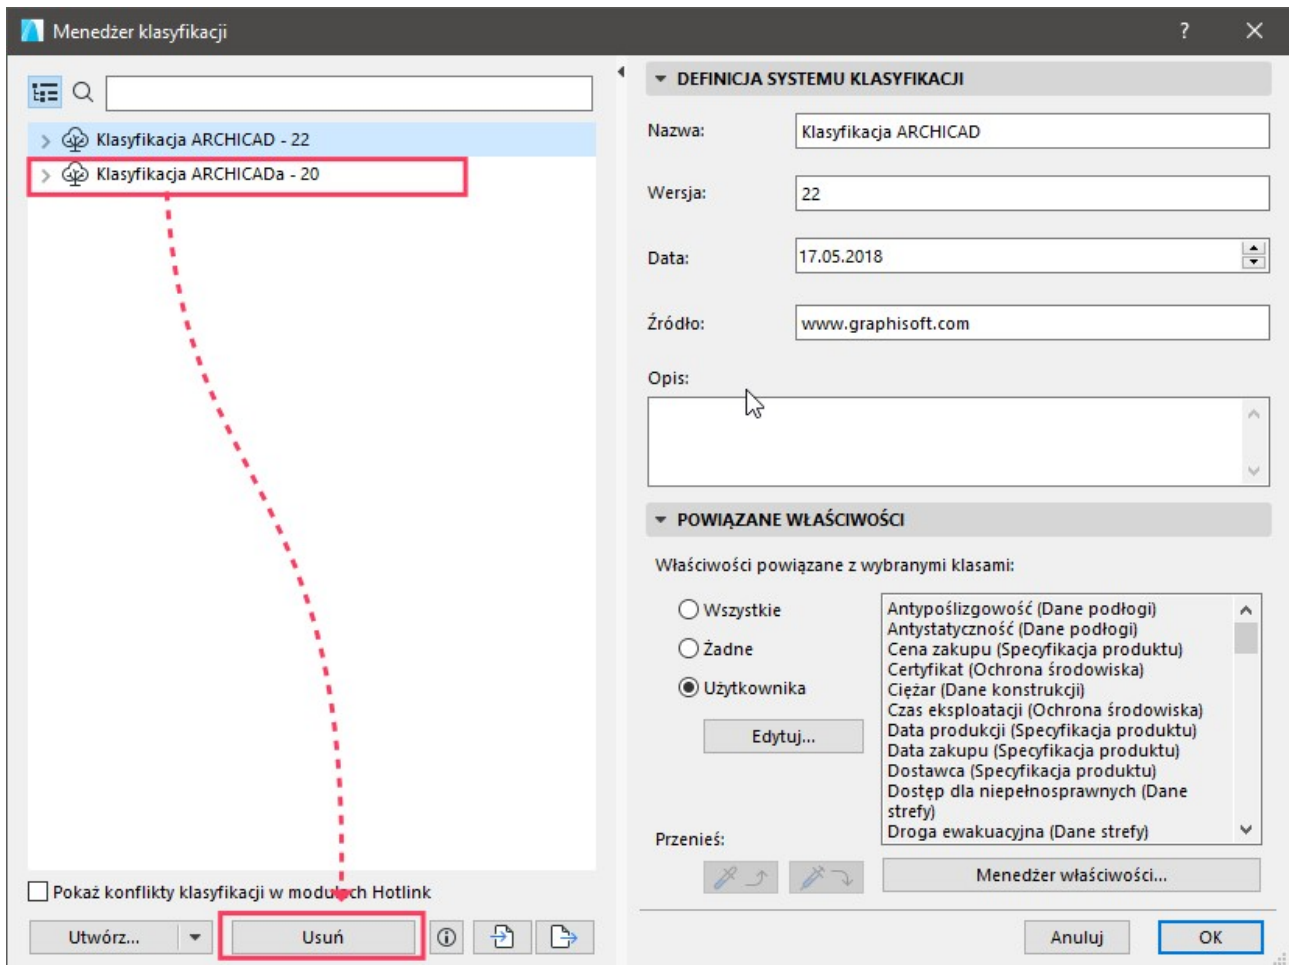 Menedżer klasyfikacji
?
Klasyfikacja ARCHICAD - 22
Klasyfikacja ARCHICADa - 20
Pokaż konflikty klasyfikacji w modułach Hotlink
Utwórz...
Usuń
DEFINICJA SYSTEMU KLASYFIKACJI
Nazwa:
Klasyfikacja ARCHICAD
Wersja:
22
Data:
17.05.2018
Źródło:
www.graphisoft.com
Opis:
POWIĄZANE WŁAŚCIWOŚCI
Właściwości powiązane z wybranymi klasami:
Wszystkie
Żadne
Użytkownika
Edytuj...
Antypoślizgowość (Dane podłogi)
Antystatyczność (Dane podłogi)
Cena zakupu (Specyfikacja produktu)
Certyfikat (Ochrona środowiska)
Ciężar (Dane konstrukcji)
Czas eksploatacji (Ochrona środowiska)
Data produkcji (Specyfikacja produktu)
Data zakupu (Specyfikacja produktu)
Dostawca (Specyfikacja produktu)
Dostęp dla niepełnosprawnych (Dane
strefy)
Droga ewakuacyjna (Dane strefy)
Przenieś:
Menedżer właściwości...
Anuluj
OK